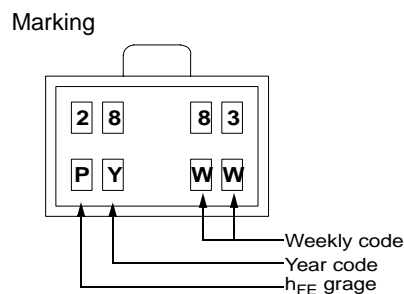 Marking
2 8 8 3
P Y W W
Weekly code
Year code
hFE grage